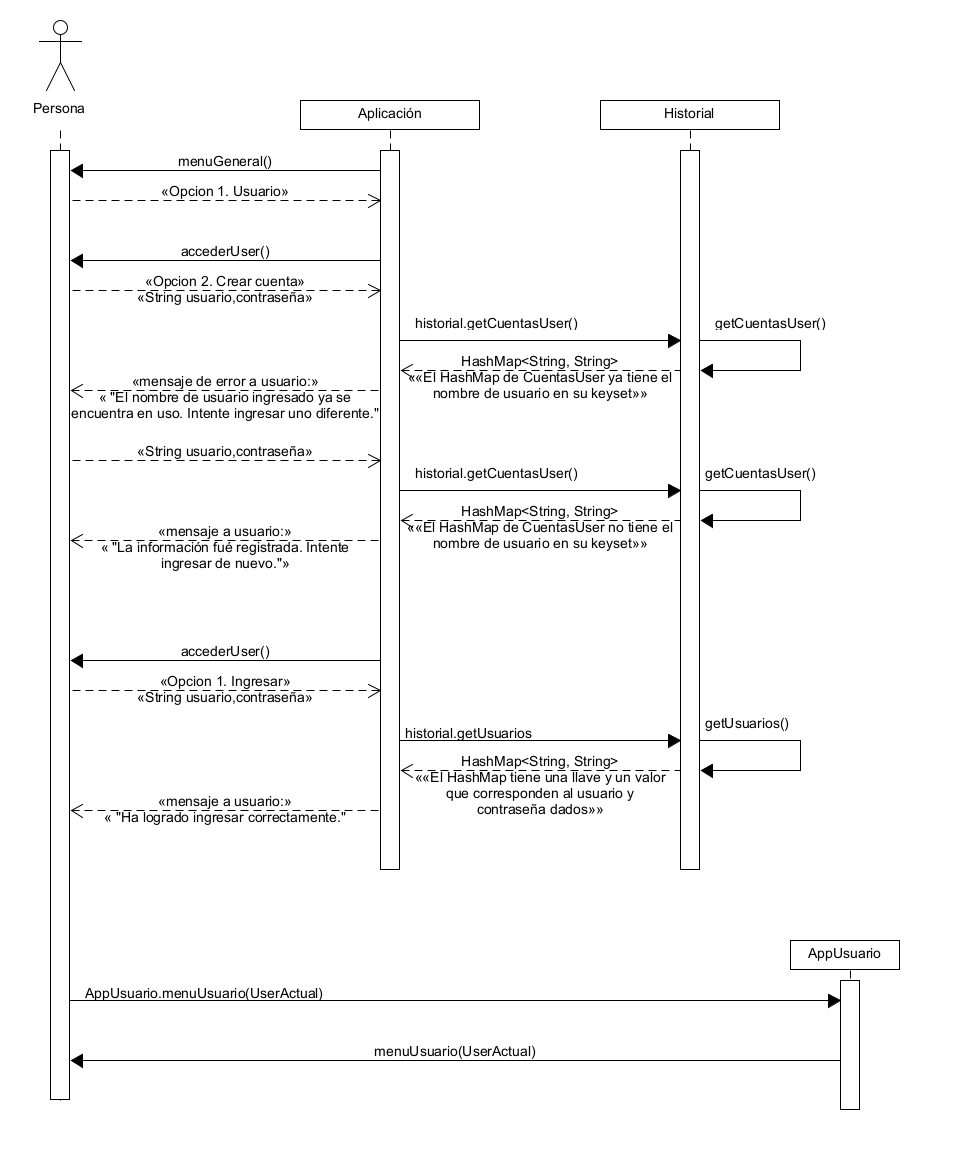 Persona
Aplicación
Historial
menuGeneral()
«Opcion 1. Usuario»
accederUser()
«Opcion 2. Crear cuenta»
«String usuario,contraseña»
historial.getCuentasUser()
getCuentasUser()
HashMap<String, String>
««El HashMap de CuentasUser ya tiene el
nombre de usuario en su keyset»»
«mensaje de error a usuario:»
« "El nombre de usuario ingresado ya se
encuentra en uso. Intente ingresar uno diferente."
«String usuario,contraseña»
historial.getCuentasUser()
getCuentasUser()
HashMap<String, String>
««El HashMap de CuentasUser no tiene el
nombre de usuario en su keyset»»
«mensaje a usuario:»
« "La información fué registrada. Intente
ingresar de nuevo."»
accederUser()
«Opcion 1. Ingresar»
«String usuario,contraseña»
historial.getUsuarios
getUsuarios()
HashMap<String, String>
««El HashMap tiene una llave y un valor
que corresponden al usuario y
contraseña dados»»
«mensaje a usuario:»
« "Ha logrado ingresar correctamente."
AppUsuario
AppUsuario.menuUsuario(UserActual)
menuUsuario(UserActual)